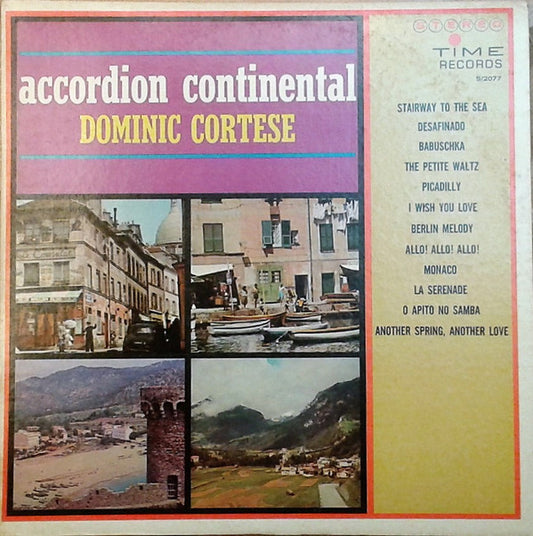 STEREO
TIME
RECORDS
S/2077
accordion continental
DOMINIC CORTESE
STAIRWAY TO THE SEA
DESAFINADO
BABUSCHKA
THE PETITE WALTZ
PICADILLY
I WISH YOU LOVE
BERLIN MELODY
ALLO! ALLO! ALLO!
MONACO
LA SERENADE
O APITO NO SAMBA
ANOTHER SPRING, ANOTHER LOVE